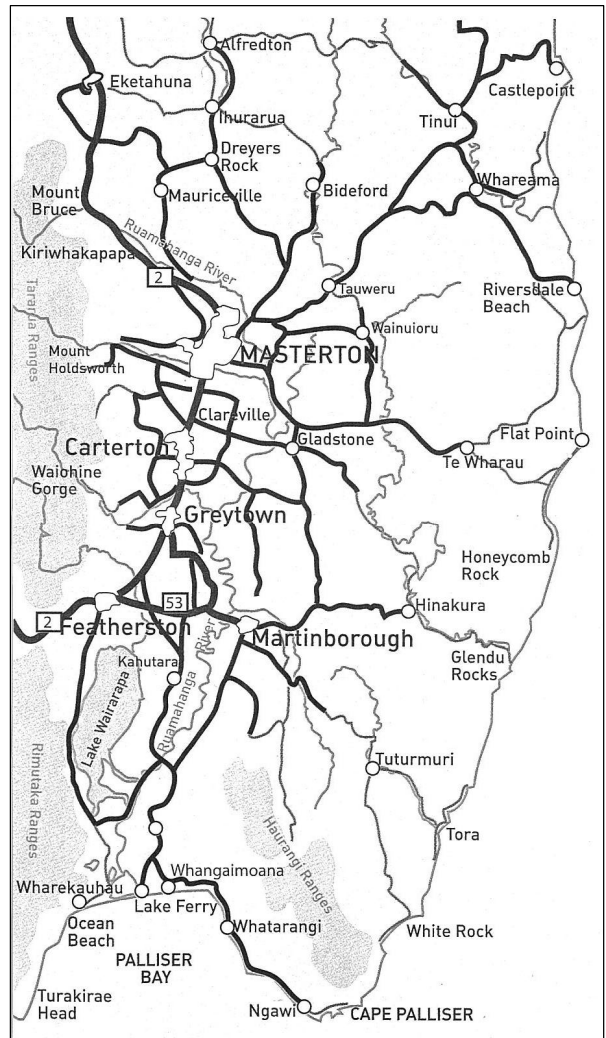 Alfredton
Eketahuna
Castlepoint
Ihurarua
Tinui
Dreyers
Rock
Whareama
Mount
Bruce
Mauriceville
Bideford
Ruamahanga River
Kiriwhakapapa
2
Tararua Ranges
Tauweru
Riversdale
Beach
Wainuioru
MASTERTON
Mount
Holdsworth
Clareville
Carterton
Gladstone
Flat Point
Te Wharau
Waiohine
Gorge
Greytown
Honeycomb
Rock
53
Hinakura
2
Featherston
Martinborough
Glendu
Rocks
Kahutara
Ruamahanga
River
Lake Wairarapa
Rimutaka Ranges
Tuturmuri
Tora
Haurangi Ranges
Whangaimoana
Wharekauhau
Lake Ferry
Ocean
Beach
Whatarangi
White Rock
PALLISER
BAY
Turakirae
Head
Ngawi
CAPE PALLISER